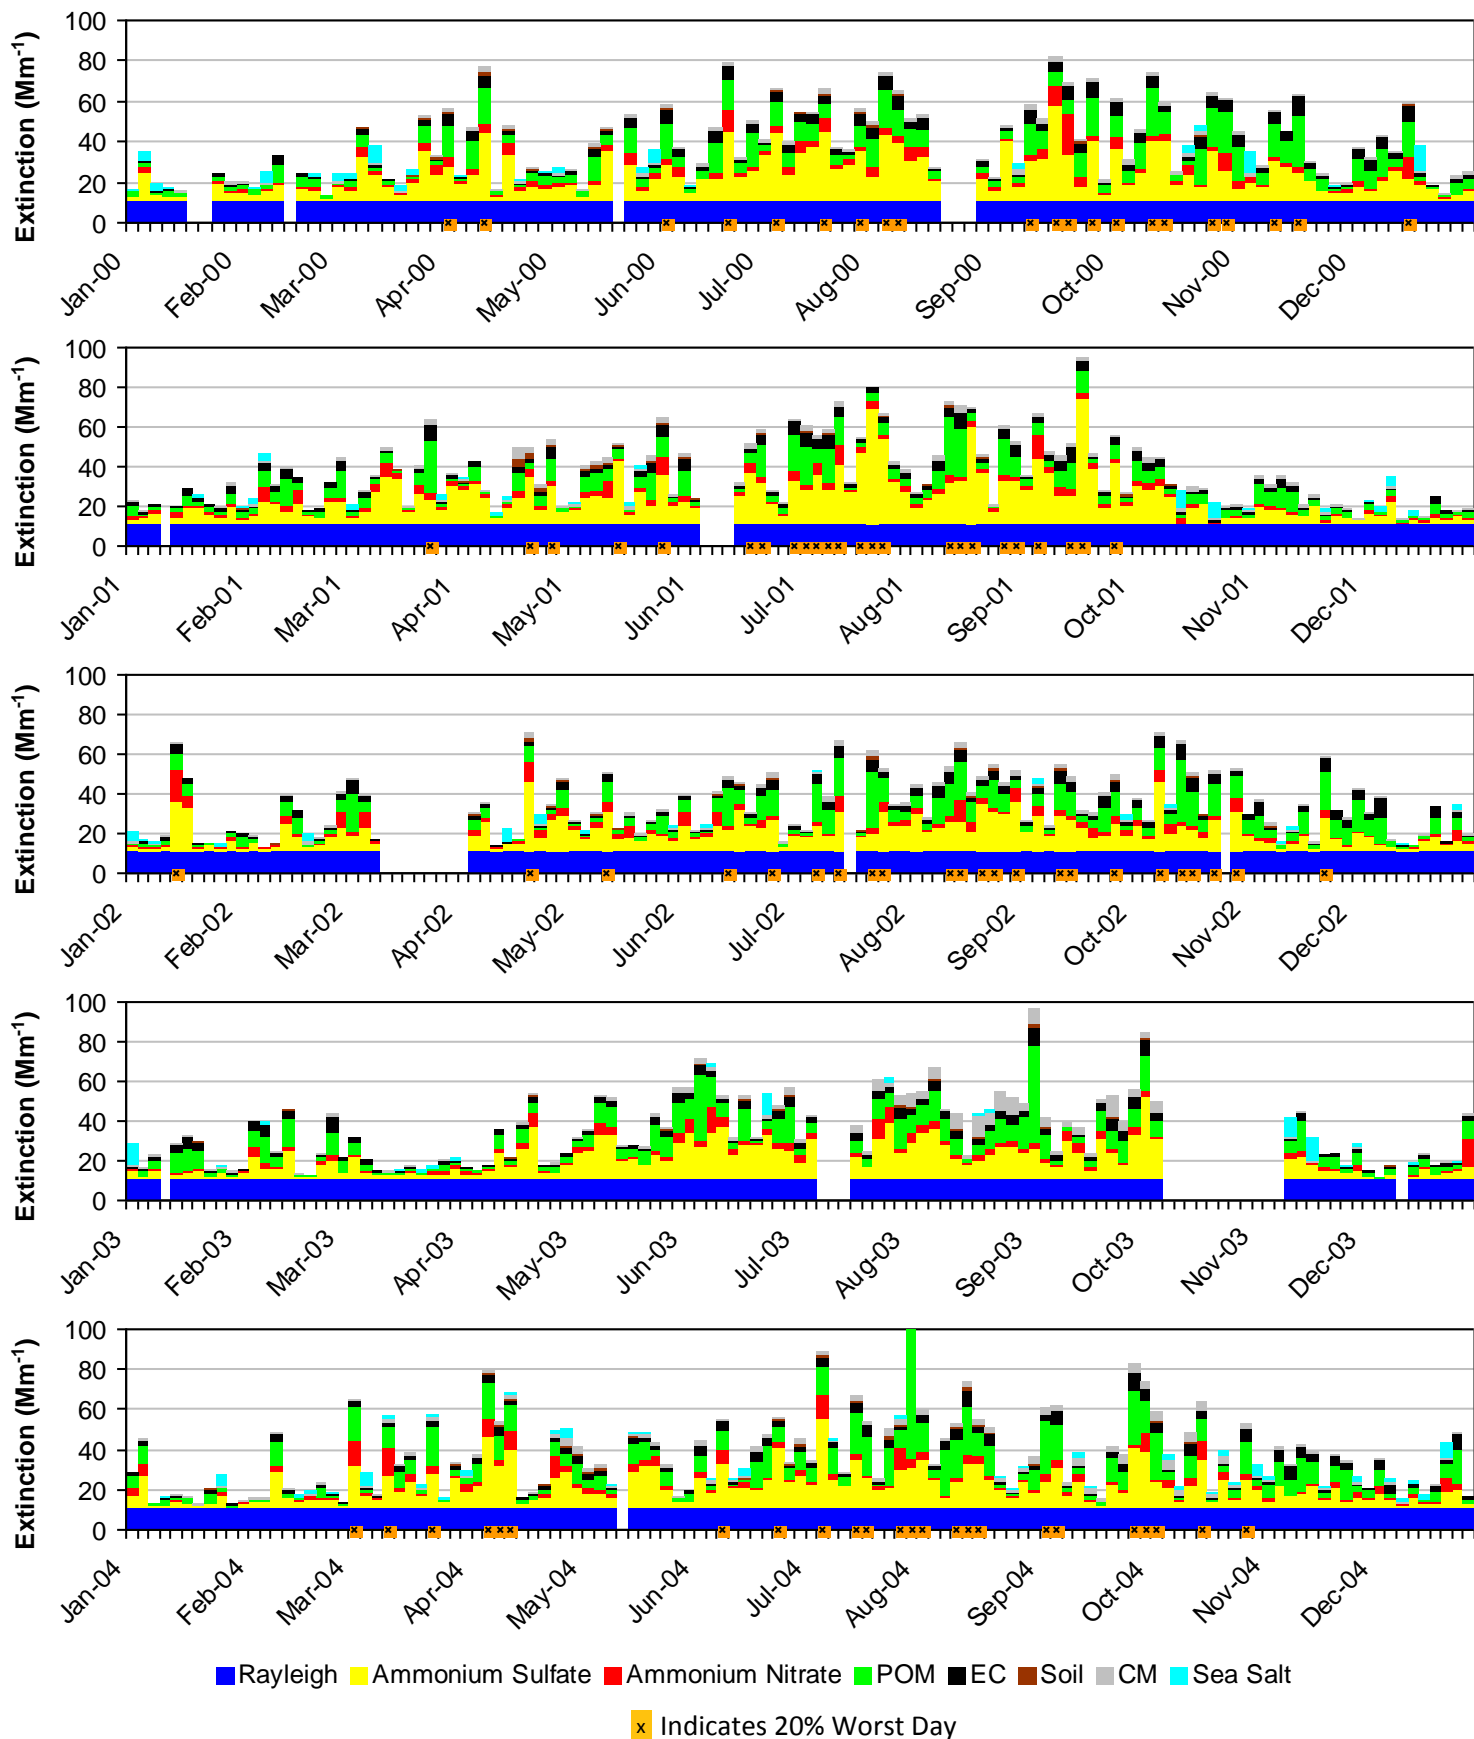 Extinction (Mm-1)
100
80
60
40
20
0
Jan-00 Feb-00 Mar-00 Apr-00 May-00 Jun-00 Jul-00 Aug-00 Sep-00 Oct-00 Nov-00 Dec-00
Extinction (Mm-1)
100
80
60
40
20
0
Jan-01 Feb-01 Mar-01 Apr-01 May-01 Jun-01 Jul-01 Aug-01 Sep-01 Oct-01 Nov-01 Dec-01
Extinction (Mm-1)
100
80
60
40
20
0
Jan-02 Feb-02 Mar-02 Apr-02 May-02 Jun-02 Jul-02 Aug-02 Sep-02 Oct-02 Nov-02 Dec-02
Extinction (Mm-1)
100
80
60
40
20
0
Jan-03 Feb-03 Mar-03 Apr-03 May-03 Jun-03 Jul-03 Aug-03 Sep-03 Oct-03 Nov-03 Dec-03
Extinction (Mm-1)
100
80
60
40
20
0
Jan-04 Feb-04 Mar-04 Apr-04 May-04 Jun-04 Jul-04 Aug-04 Sep-04 Oct-04 Nov-04 Dec-04
Rayleigh Ammonium Sulfate Ammonium Nitrate POM EC Soil CM Sea Salt
x Indicates 20% Worst Day